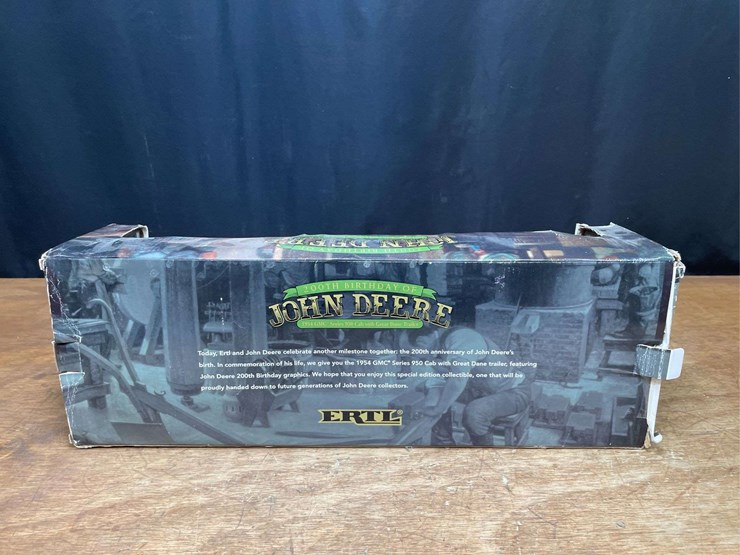 JOHN DEERE
200TH BIRTHDAY OF
JOHN DEERE
1954 GMC® Series 950 Cab with Great Dane Trailer
Today, Ertl and John Deere celebrate another milestone together: the 200th anniversary of John Deere's
birth. In commemoration of his life, we give you the 1954 GMC® Series 950 Cab with Great Dane trailer, featuring
John Deere 200th Birthday graphics. We hope that you enjoy this special edition collectible, one that will be
proudly handed down to future generations of John Deere collectors.
ERTL®